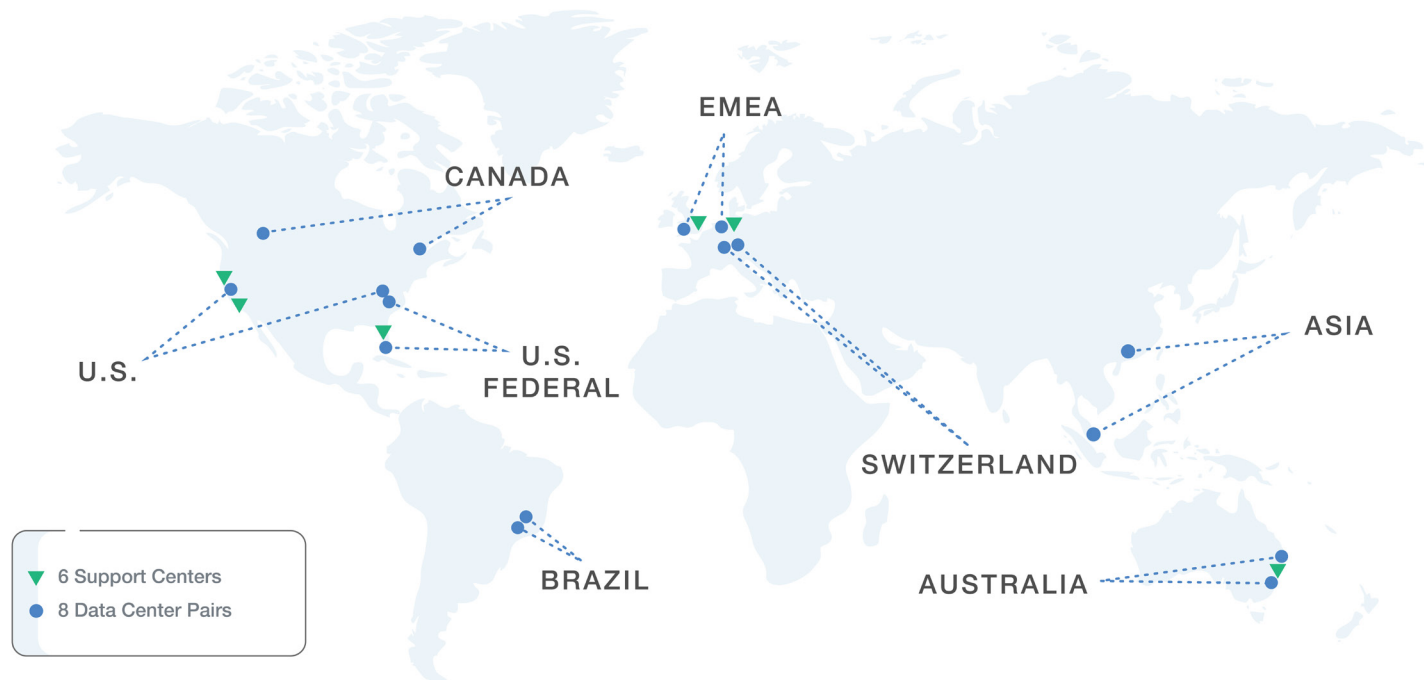 EMEA
CANADA
ASIA
U.S.
U.S.
FEDERAL
SWITZERLAND
BRAZIL
AUSTRALIA
6 Support Centers
8 Data Center Pairs